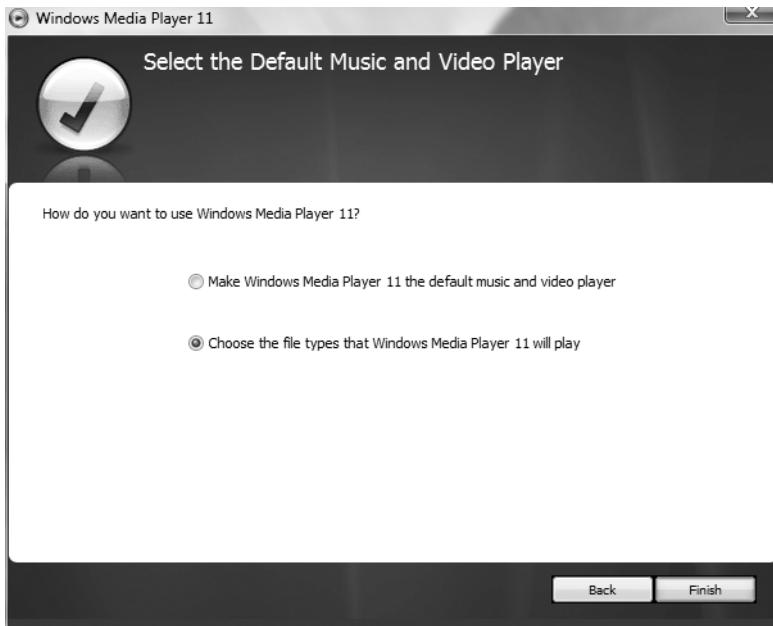 Windows Media Player 11
Select the Default Music and Video Player
How do you want to use Windows Media Player 11?
Make Windows Media Player 11 the default music and video player
Choose the file types that Windows Media Player 11 will play
Back
Finish